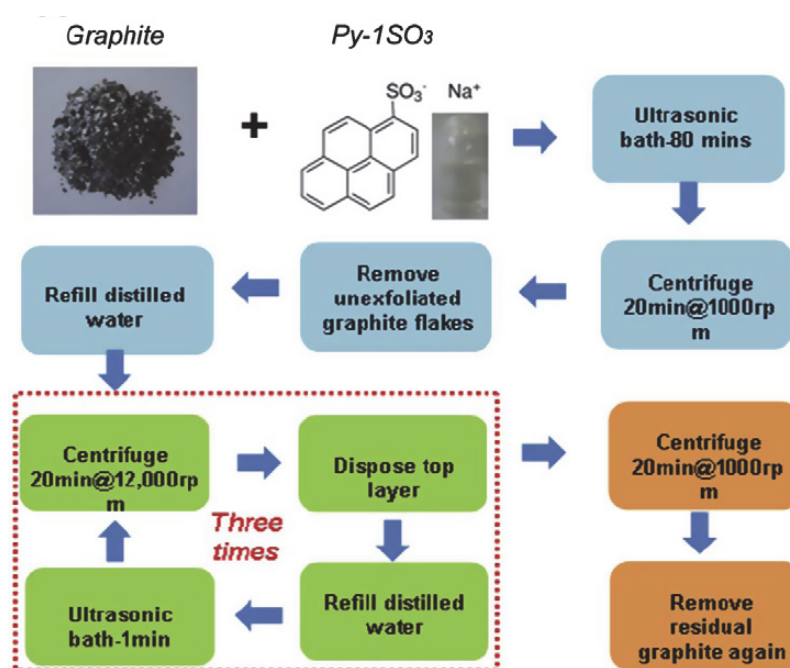 Graphite
Py-1SO₃
+
SO₃⁻ Na⁺
Ultrasonic
bath-80 mins
Centrifuge
20min@1000rp
m
Remove
unexfoliated
graphite flakes
Refill distilled
water
Centrifuge
20min@12,000rp
m
Dispose top
layer
Three
times
Refill distilled
water
Ultrasonic
bath-1min
Centrifuge
20min@1000rp
m
Remove
residual
graphite again